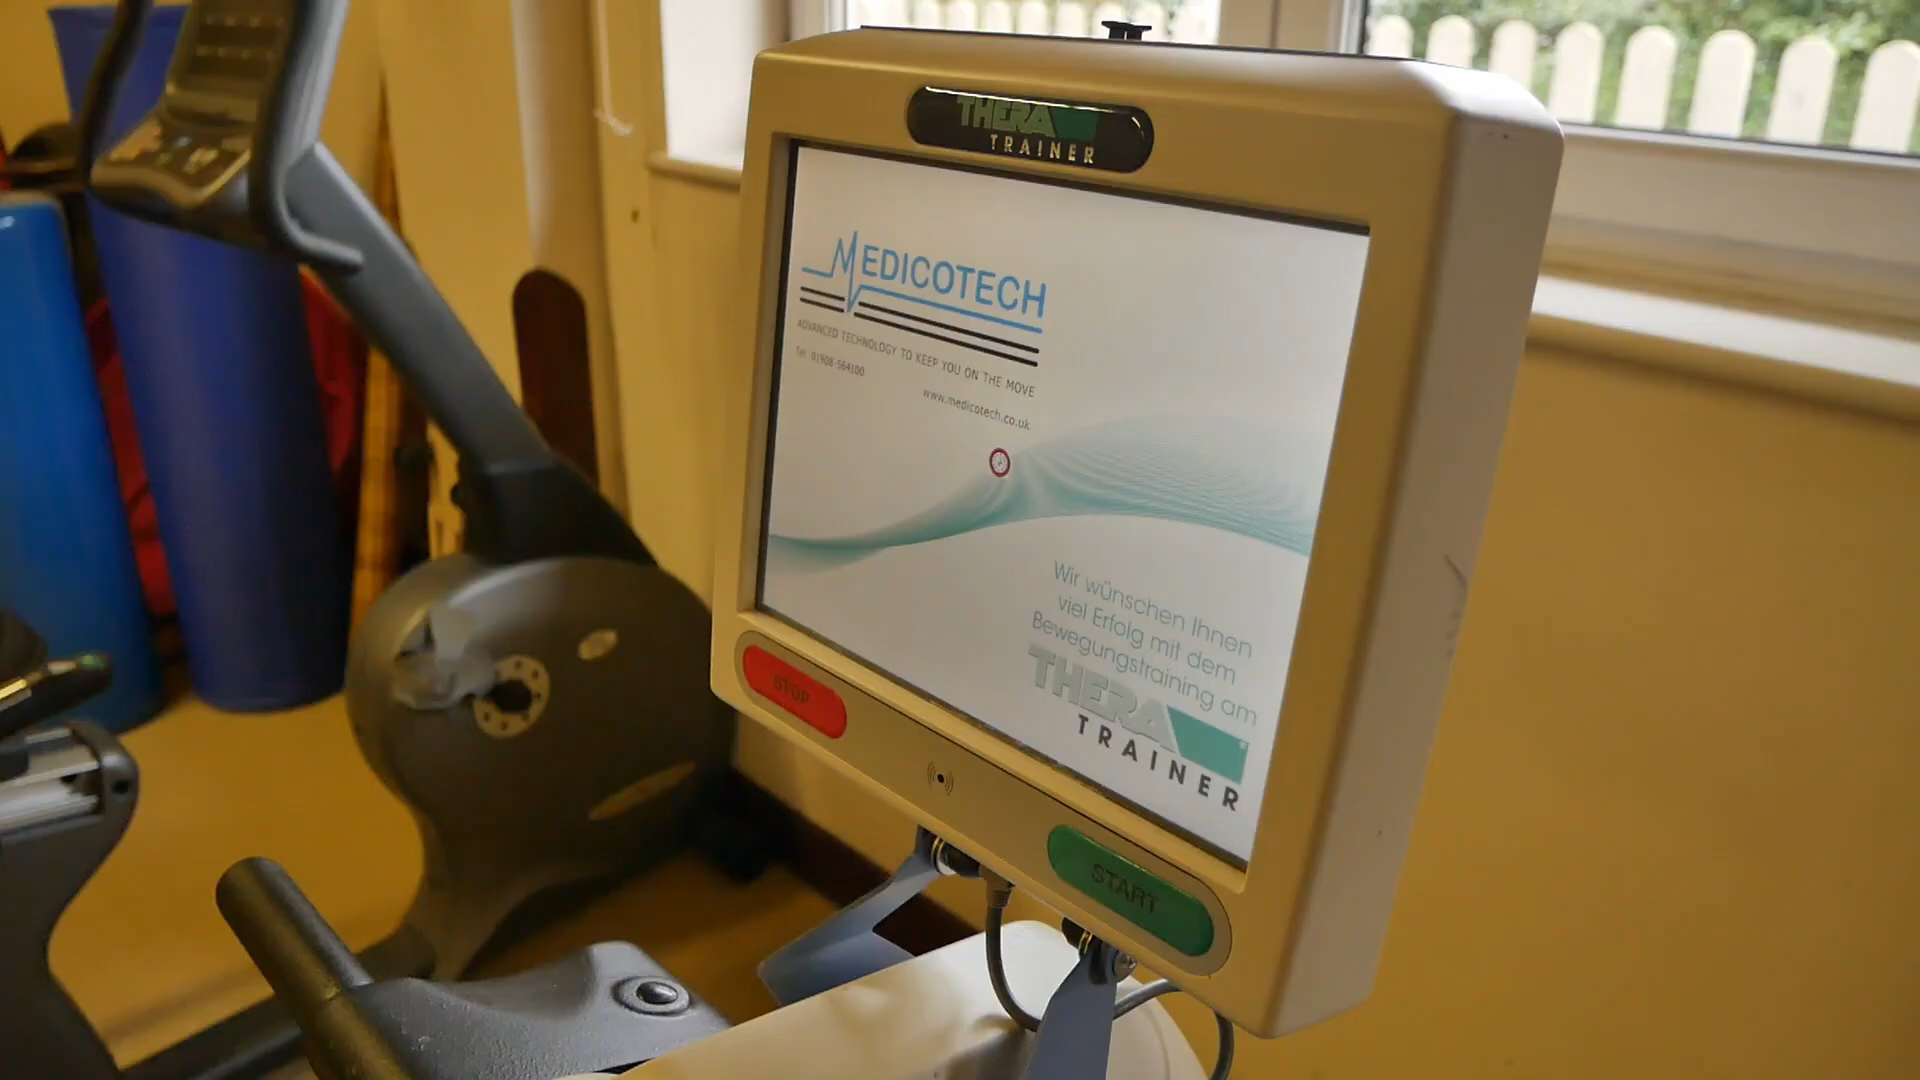 THERA
TRAINER
MEDICOTECH
ADVANCED TECHNOLOGY TO KEEP YOU ON THE MOVE
Tel: 01908-564100
www.medicotech.co.uk
Wir wünschen Ihnen
viel Erfolg mit dem
Bewegungstraining am
THERA
TRAINER
STOP
START